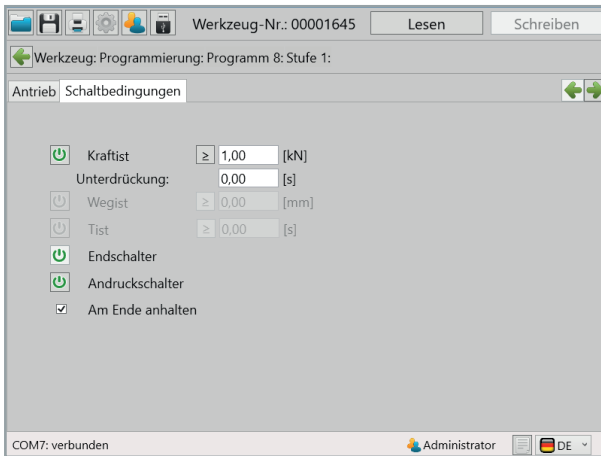 Werkzeug-Nr.: 00001645 Lesen Schreiben
Werkzeug: Programmierung: Programm 8: Stufe 1:
Antrieb Schaltbedingungen
Kraftist ≥ 1,00 [kN]
Unterdrückung: 0,00 [s]
Wegist ≥ 0,00 [mm]
Tist ≥ 0,00 [s]
Endschalter
Andruckschalter
Am Ende anhalten
COM7: verbunden Administrator DE